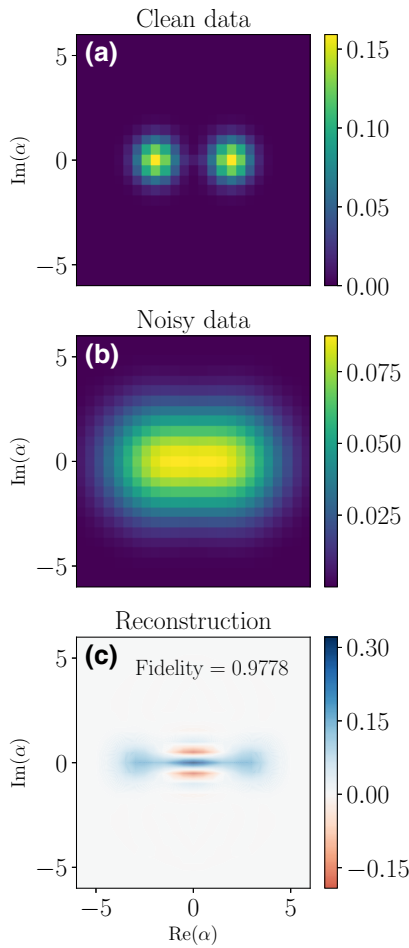 Clean data
(a)
5
0
−5
Im(α)
0.15
0.10
0.05
0.00
Noisy data
(b)
5
0
−5
Im(α)
0.075
0.050
0.025
Reconstruction
(c)
Fidelity = 0.9778
5
0
−5
Im(α)
0.30
0.15
0.00
−0.15
−5
0
5
Re(α)